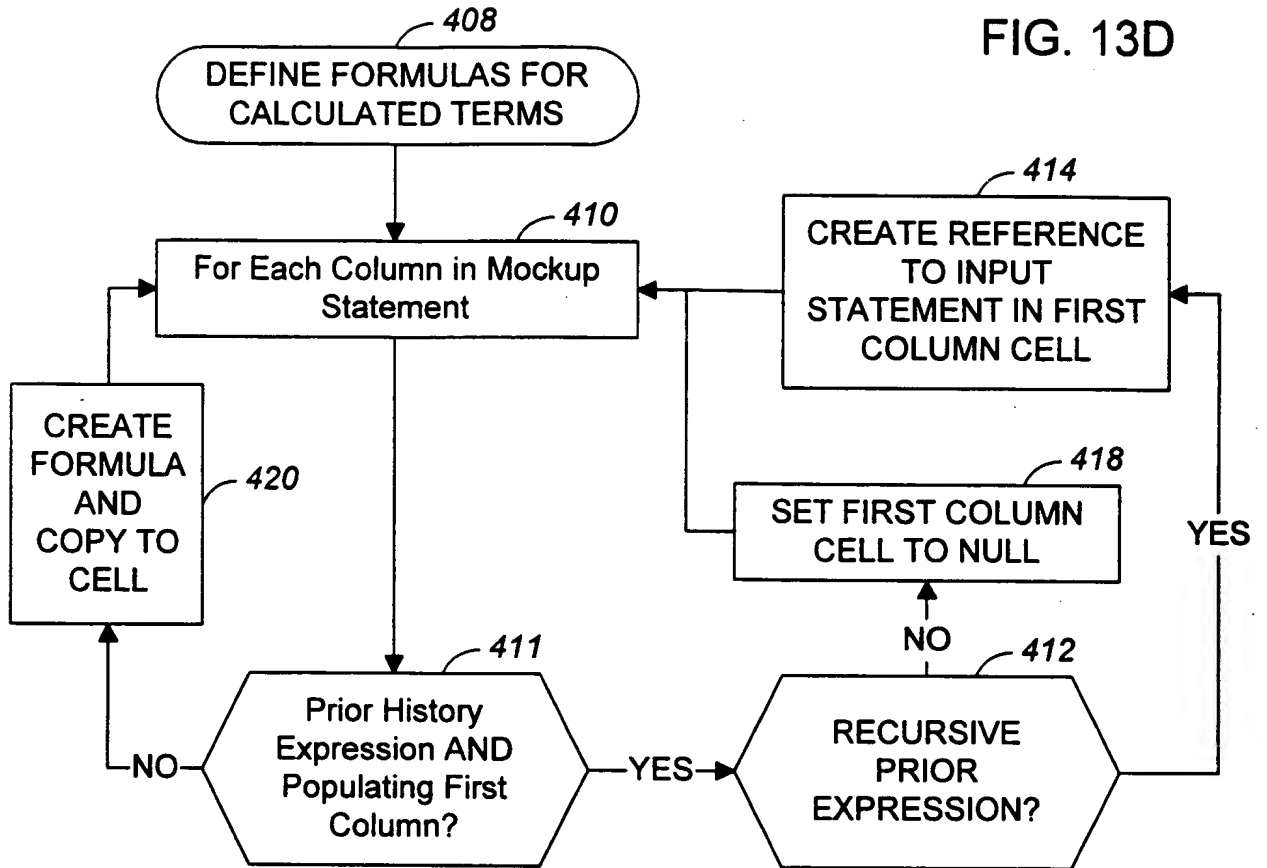 FIG. 13D
408
DEFINE FORMULAS FOR
CALCULATED TERMS
410
For Each Column in Mockup
Statement
414
CREATE REFERENCE
TO INPUT
STATEMENT IN FIRST
COLUMN CELL
CREATE
FORMULA
AND
COPY TO
CELL
420
418
SET FIRST COLUMN
CELL TO NULL
YES
NO
411
Prior History
Expression AND
Populating First
Column?
NO
YES
412
RECURSIVE
PRIOR
EXPRESSION?